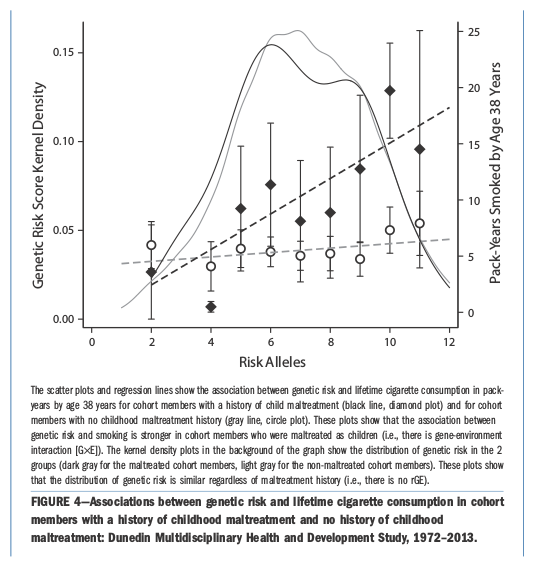 Genetic Risk Score Kernel Density
0.15
0.10
0.05
0.00
25
20
15
10
5
0
Pack-Years Smoked by Age 38 Years
0 2 4 6 8 10 12
Risk Alleles
The scatter plots and regression lines show the association between genetic risk and lifetime cigarette consumption in pack-
years by age 38 years for cohort members with a history of child maltreatment (black line, diamond plot) and for cohort
members with no childhood maltreatment history (gray line, circle plot). These plots show that the association between
genetic risk and smoking is stronger in cohort members who were maltreated as children (i.e., there is gene-environment
interaction [G×E]). The kernel density plots in the background of the graph show the distribution of genetic risk in the 2
groups (dark gray for the maltreated cohort members, light gray for the non-maltreated cohort members). These plots show
that the distribution of genetic risk is similar regardless of maltreatment history (i.e., there is no rGE).
FIGURE 4—Associations between genetic risk and lifetime cigarette consumption in cohort
members with a history of childhood maltreatment and no history of childhood
maltreatment: Dunedin Multidisciplinary Health and Development Study, 1972–2013.